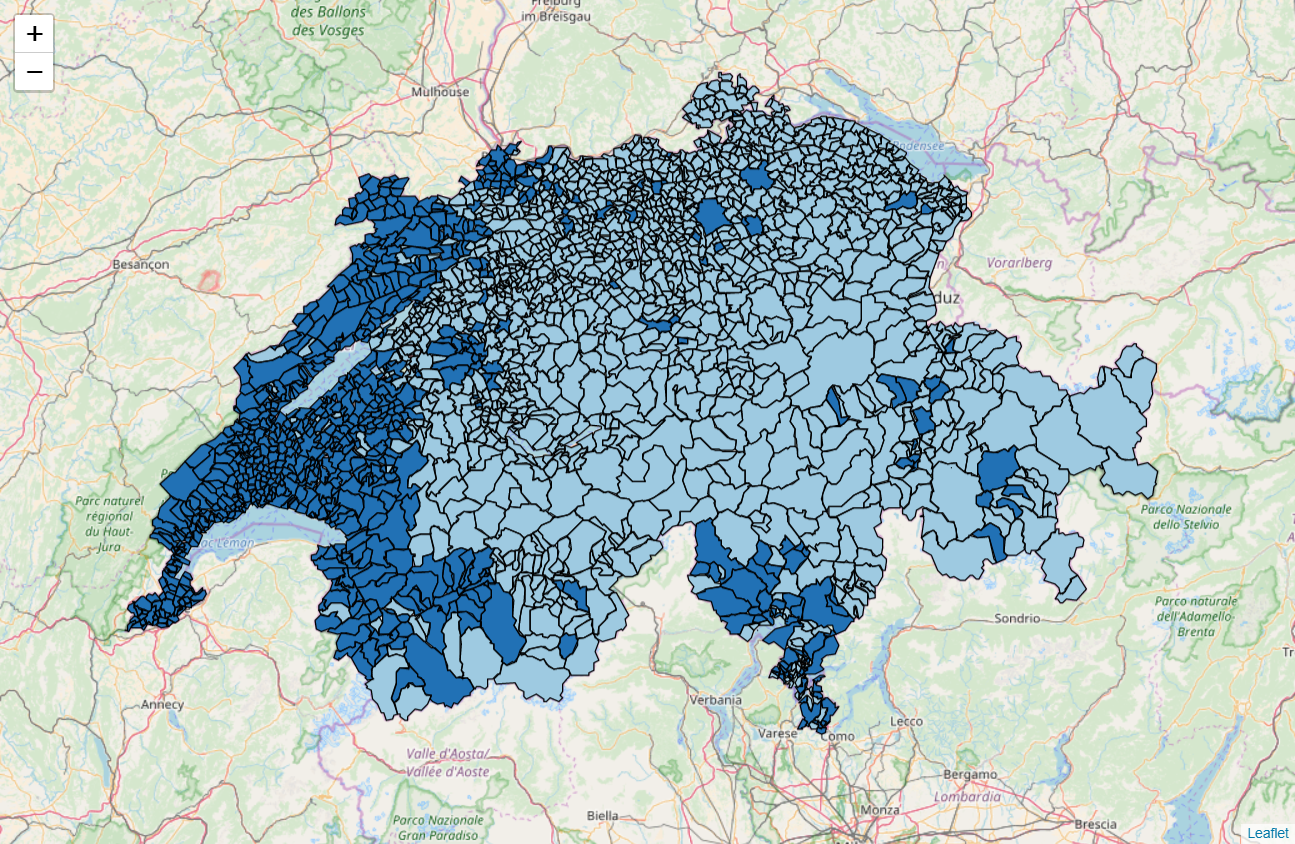 +
−
des Ballons
des Vosges
Freiburg
im Breisgau
Mulhouse
Bodensee
Besançon
Vorarlberg
duz
Parc naturel
régional
du Haut-
Jura
Parco Nazionale
dello Stelvio
Parco naturale
dell'Adamello-
Brenta
Sondrio
Annecy
Verbania
Lecco
Varese
Como
Valle d'Aosta/
Vallée d'Aoste
Bergamo
Lombardia
Biella
Monza
Brescia
Parco Nazionale
Gran Paradiso
Leaflet